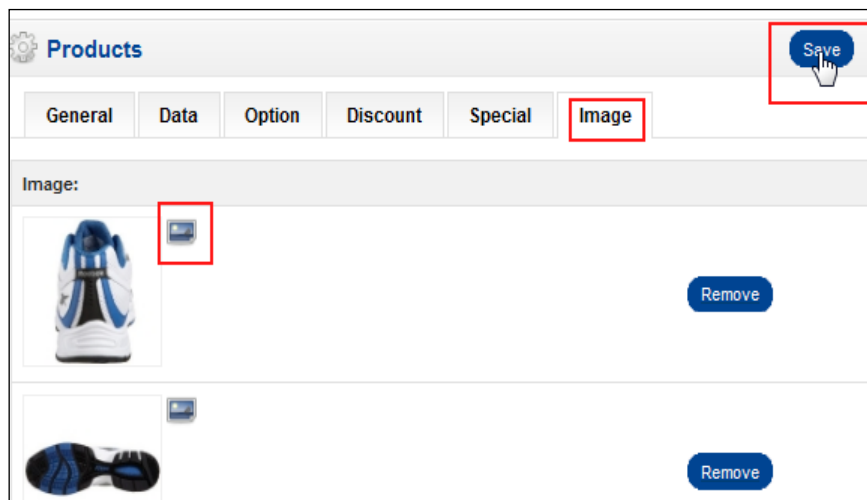 Products
Save
General Data Option Discount Special Image
Image:
Remove
Remove